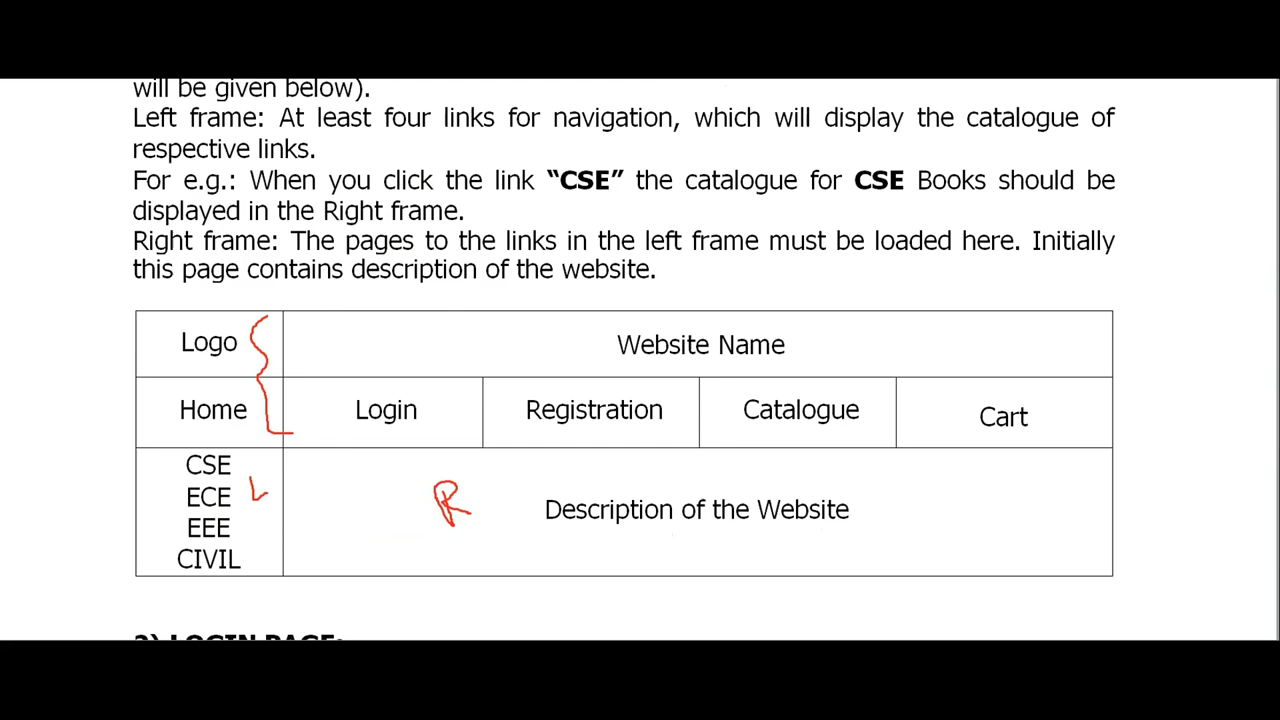 will be given below).
Left frame: At least four links for navigation, which will display the catalogue of
respective links.
For e.g.: When you click the link “CSE” the catalogue for CSE Books should be
displayed in the Right frame.
Right frame: The pages to the links in the left frame must be loaded here. Initially
this page contains description of the website.
Logo Website Name
Home Login Registration Catalogue Cart
CSE
ECE L
EEE
CIVIL
R Description of the Website
2) LOGIN PAGE: